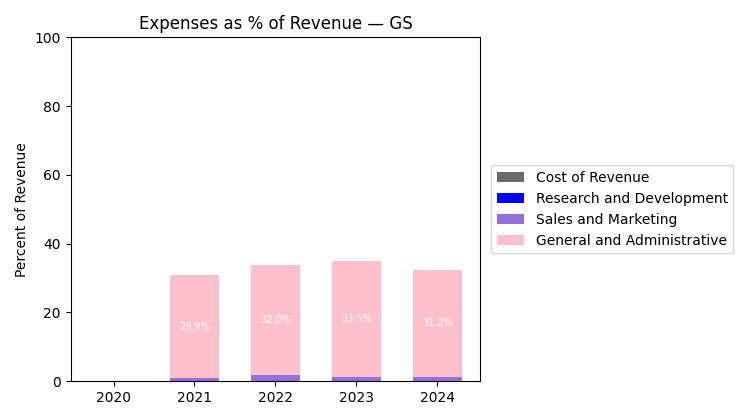 Expenses as % of Revenue — GS
Percent of Revenue
100
80
60
40
20
0
29.9%
32.0%
33.5%
31.2%
2020
2021
2022
2023
2024
Cost of Revenue
Research and Development
Sales and Marketing
General and Administrative